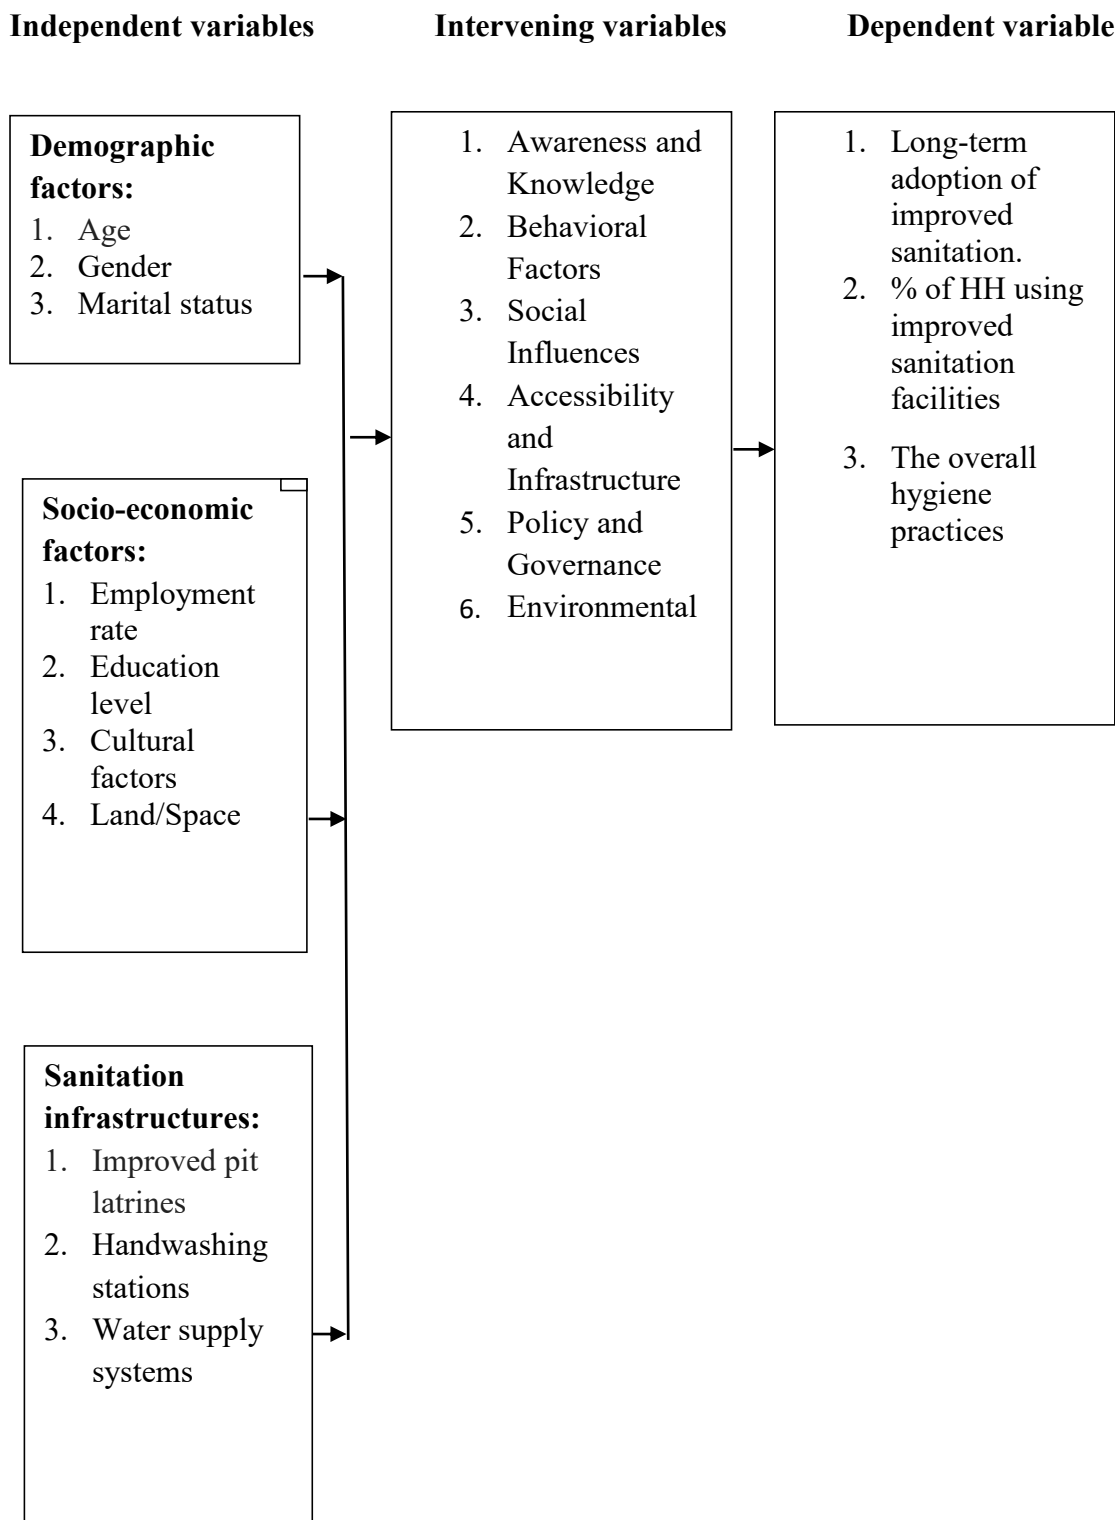 Independent variables
Intervening variables
Dependent variable
Demographic
factors:
1. Age
2. Gender
3. Marital status
Socio-economic
factors:
1. Employment
rate
2. Education
level
3. Cultural
factors
4. Land/Space
Sanitation
infrastructures:
1. Improved pit
latrines
2. Handwashing
stations
3. Water supply
systems
1. Awareness and
Knowledge
2. Behavioral
Factors
3. Social
Influences
4. Accessibility
and
Infrastructure
5. Policy and
Governance
6. Environmental
1. Long-term
adoption of
improved
sanitation.
2. % of HH using
improved
sanitation
facilities
3. The overall
hygiene
practices